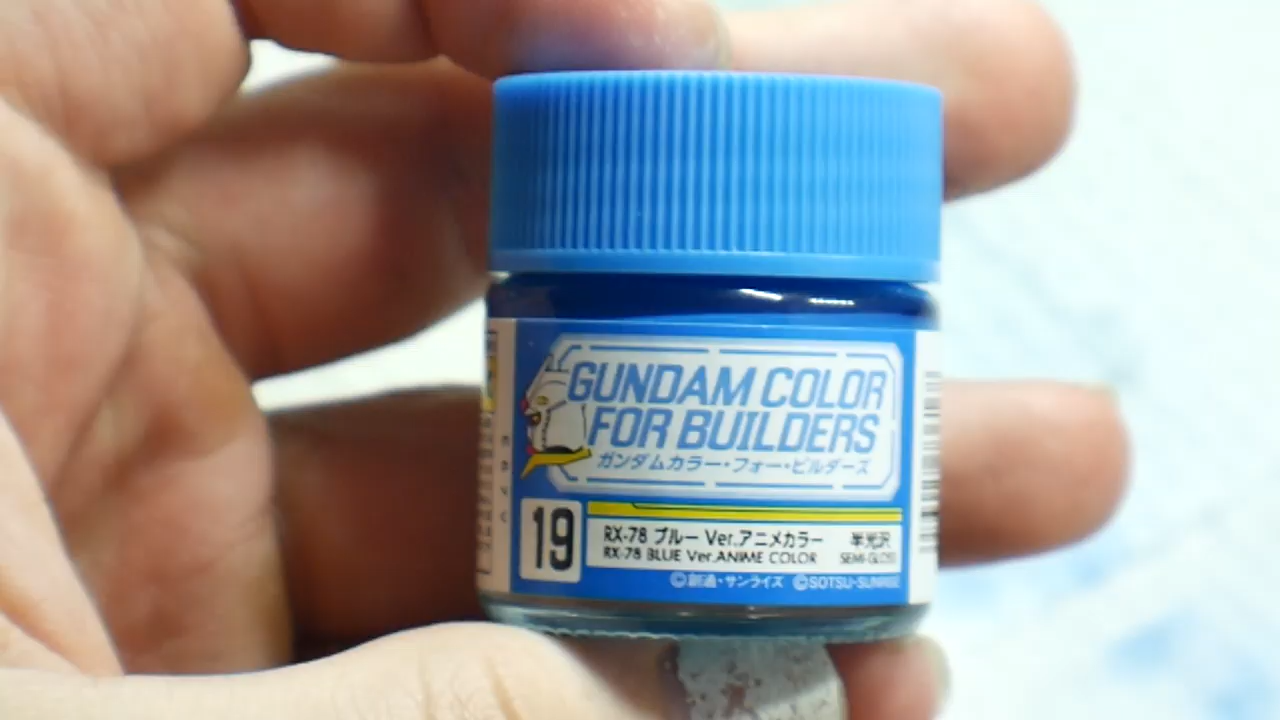 GUNDAM COLOR
FOR BUILDERS
ガンダムカラー・フォー・ビルダーズ
19
RX-78 ブルー Ver.アニメカラー 半光沢
RX-78 BLUE Ver.ANIME COLOR SEMI-GLOSS
©創通・サンライズ ©SOTSU・SUNRISE